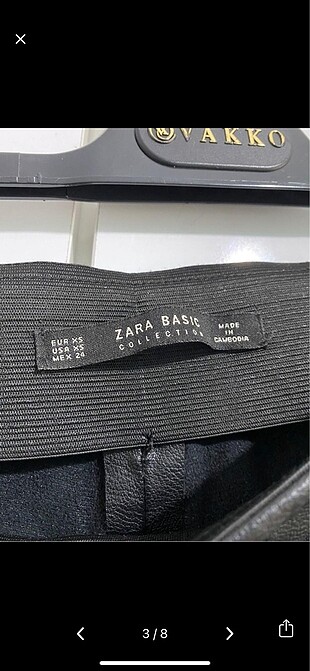 VAKKO
EUR XS
USA XS
MEX 24
ZARA BASIC
COLLECTION
MADE
IN
CAMBODIA
3/8